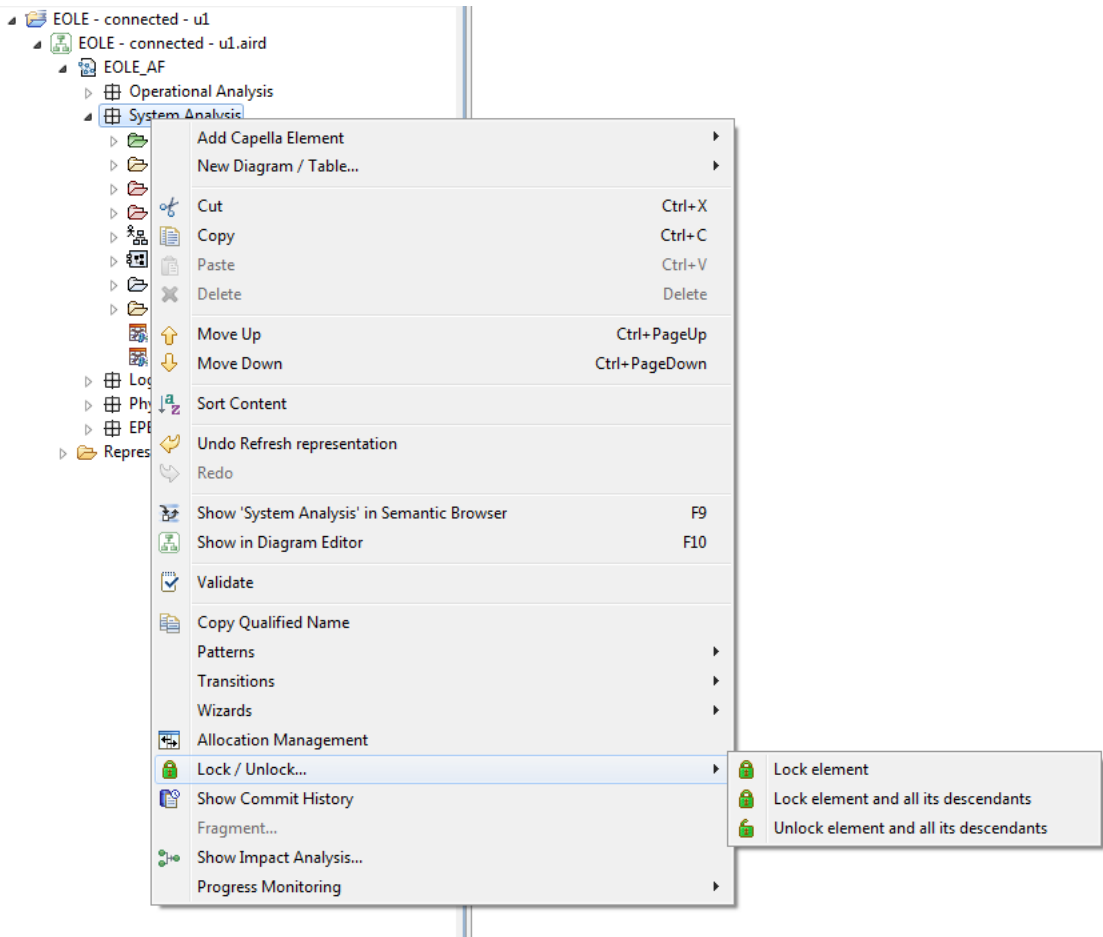 EOLE - connected - u1
EOLE - connected - u1.aird
EOLE_AF
Operational Analysis
System Analysis
Add Capella Element
New Diagram / Table...
Cut Ctrl+X
Copy Ctrl+C
Paste Ctrl+V
Delete Delete
Move Up Ctrl+PageUp
Move Down Ctrl+PageDown
Log
Phy
Sort Content
EPB
Undo Refresh representation
Repres
Redo
Show 'System Analysis' in Semantic Browser F9
Show in Diagram Editor F10
Validate
Copy Qualified Name
Patterns
Transitions
Wizards
Allocation Management
Lock / Unlock... Lock element
Show Commit History Lock element and all its descendants
Fragment... Unlock element and all its descendants
Show Impact Analysis...
Progress Monitoring